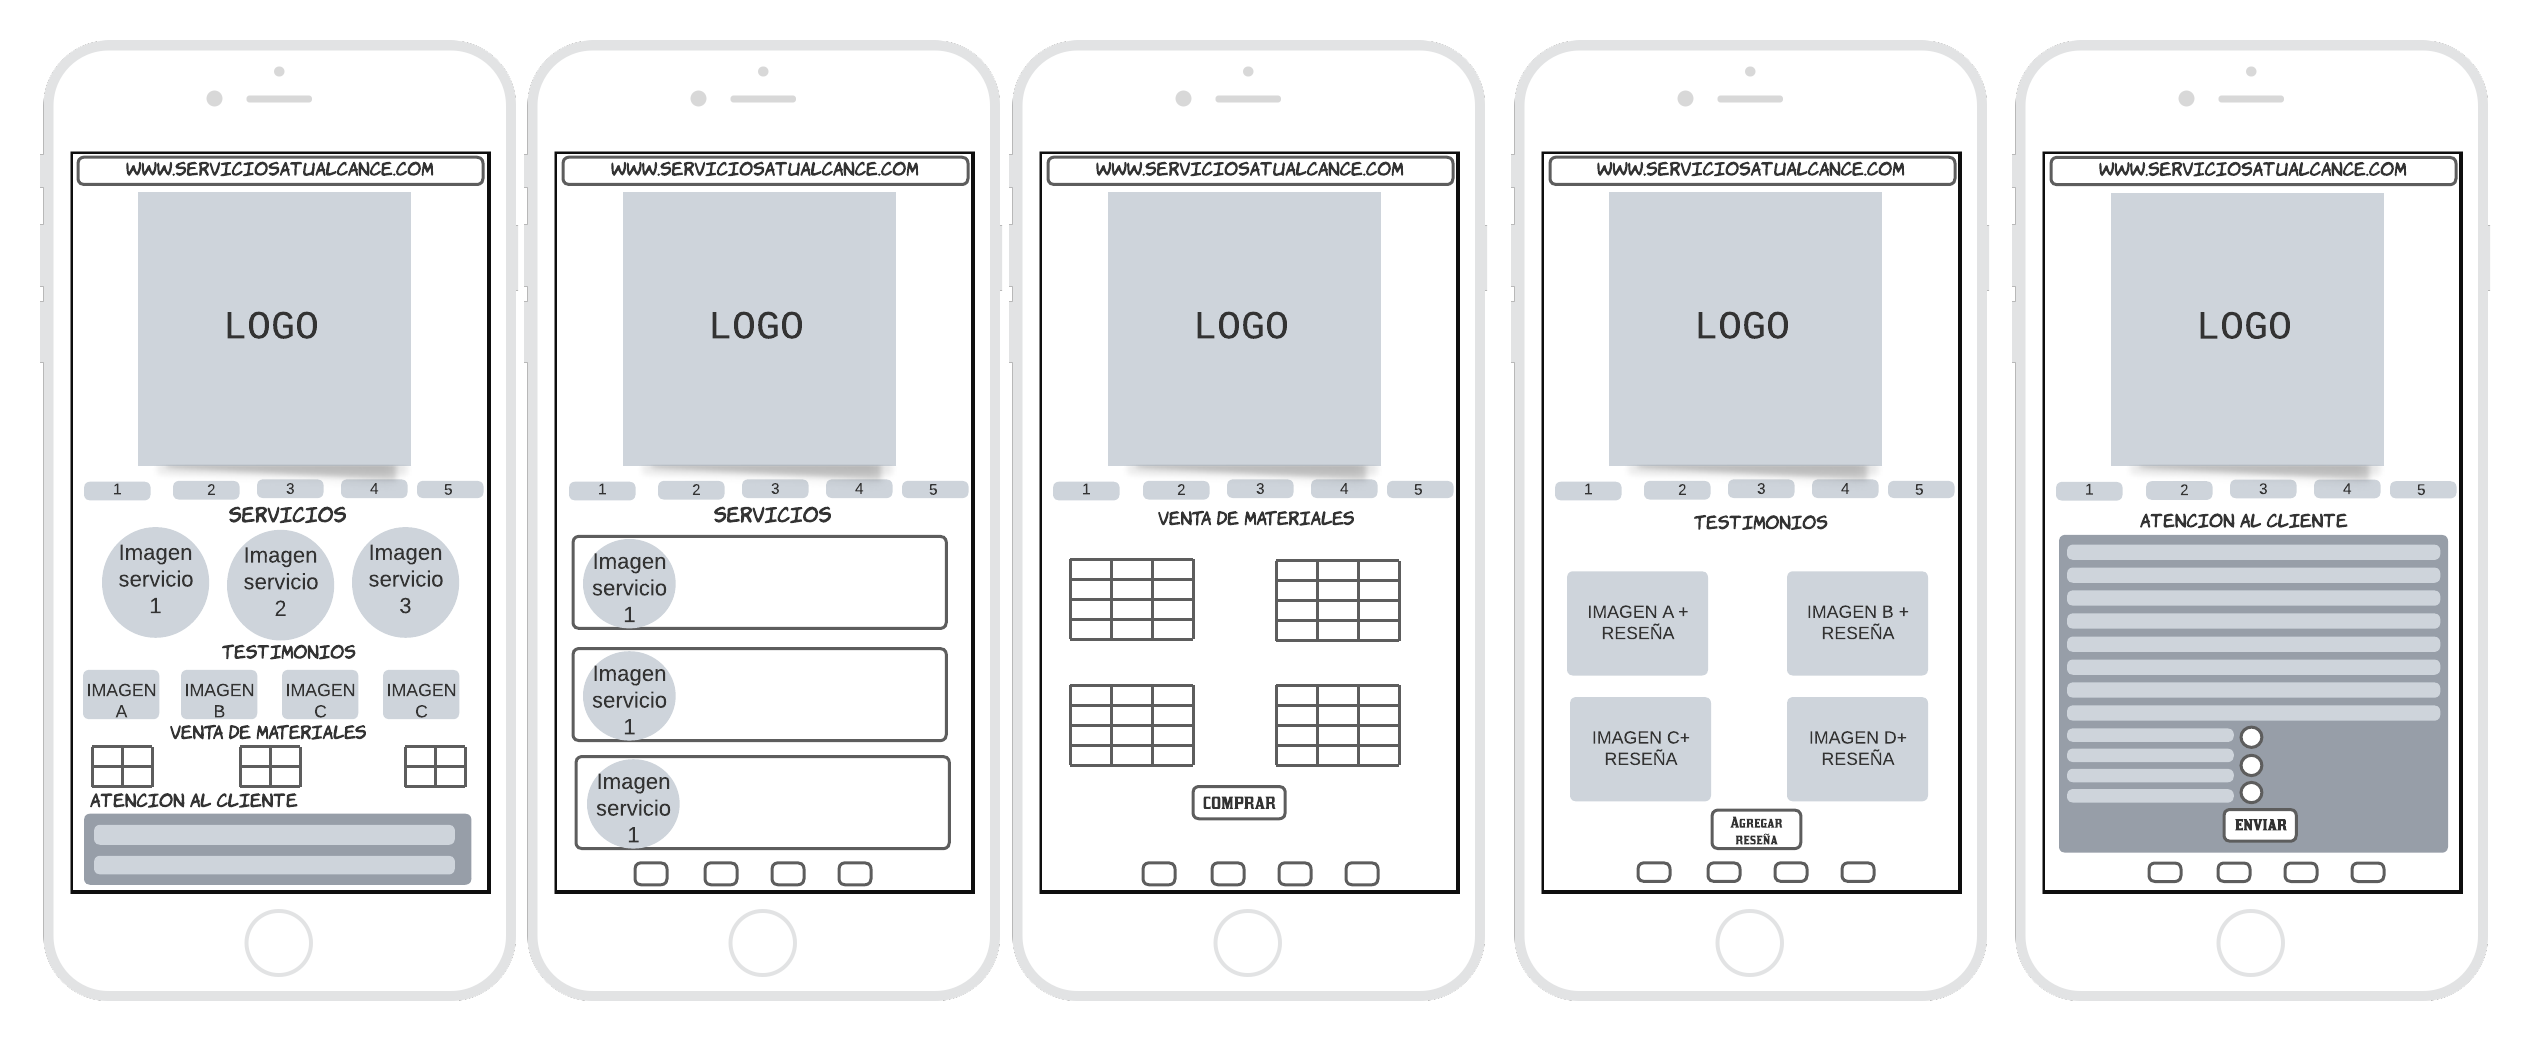 WWW.SERVICIOSATUALCANCE.COM
LOGO
1 2 3 4 5
SERVICIOS
Imagen
servicio
1
Imagen
servicio
2
Imagen
servicio
3
TESTIMONIOS
IMAGEN
A
IMAGEN
B
IMAGEN
C
IMAGEN
C
VENTA DE MATERIALES
ATENCION AL CLIENTE
WWW.SERVICIOSATUALCANCE.COM
LOGO
1 2 3 4 5
SERVICIOS
Imagen
servicio
1
Imagen
servicio
1
Imagen
servicio
1
WWW.SERVICIOSATUALCANCE.COM
LOGO
1 2 3 4 5
VENTA DE MATERIALES
COMPRAR
WWW.SERVICIOSATUALCANCE.COM
LOGO
1 2 3 4 5
TESTIMONIOS
IMAGEN A +
RESEÑA
IMAGEN B +
RESEÑA
IMAGEN C+
RESEÑA
IMAGEN D+
RESEÑA
AGREGAR
RESEÑA
WWW.SERVICIOSATUALCANCE.COM
LOGO
1 2 3 4 5
ATENCION AL CLIENTE
ENVIAR